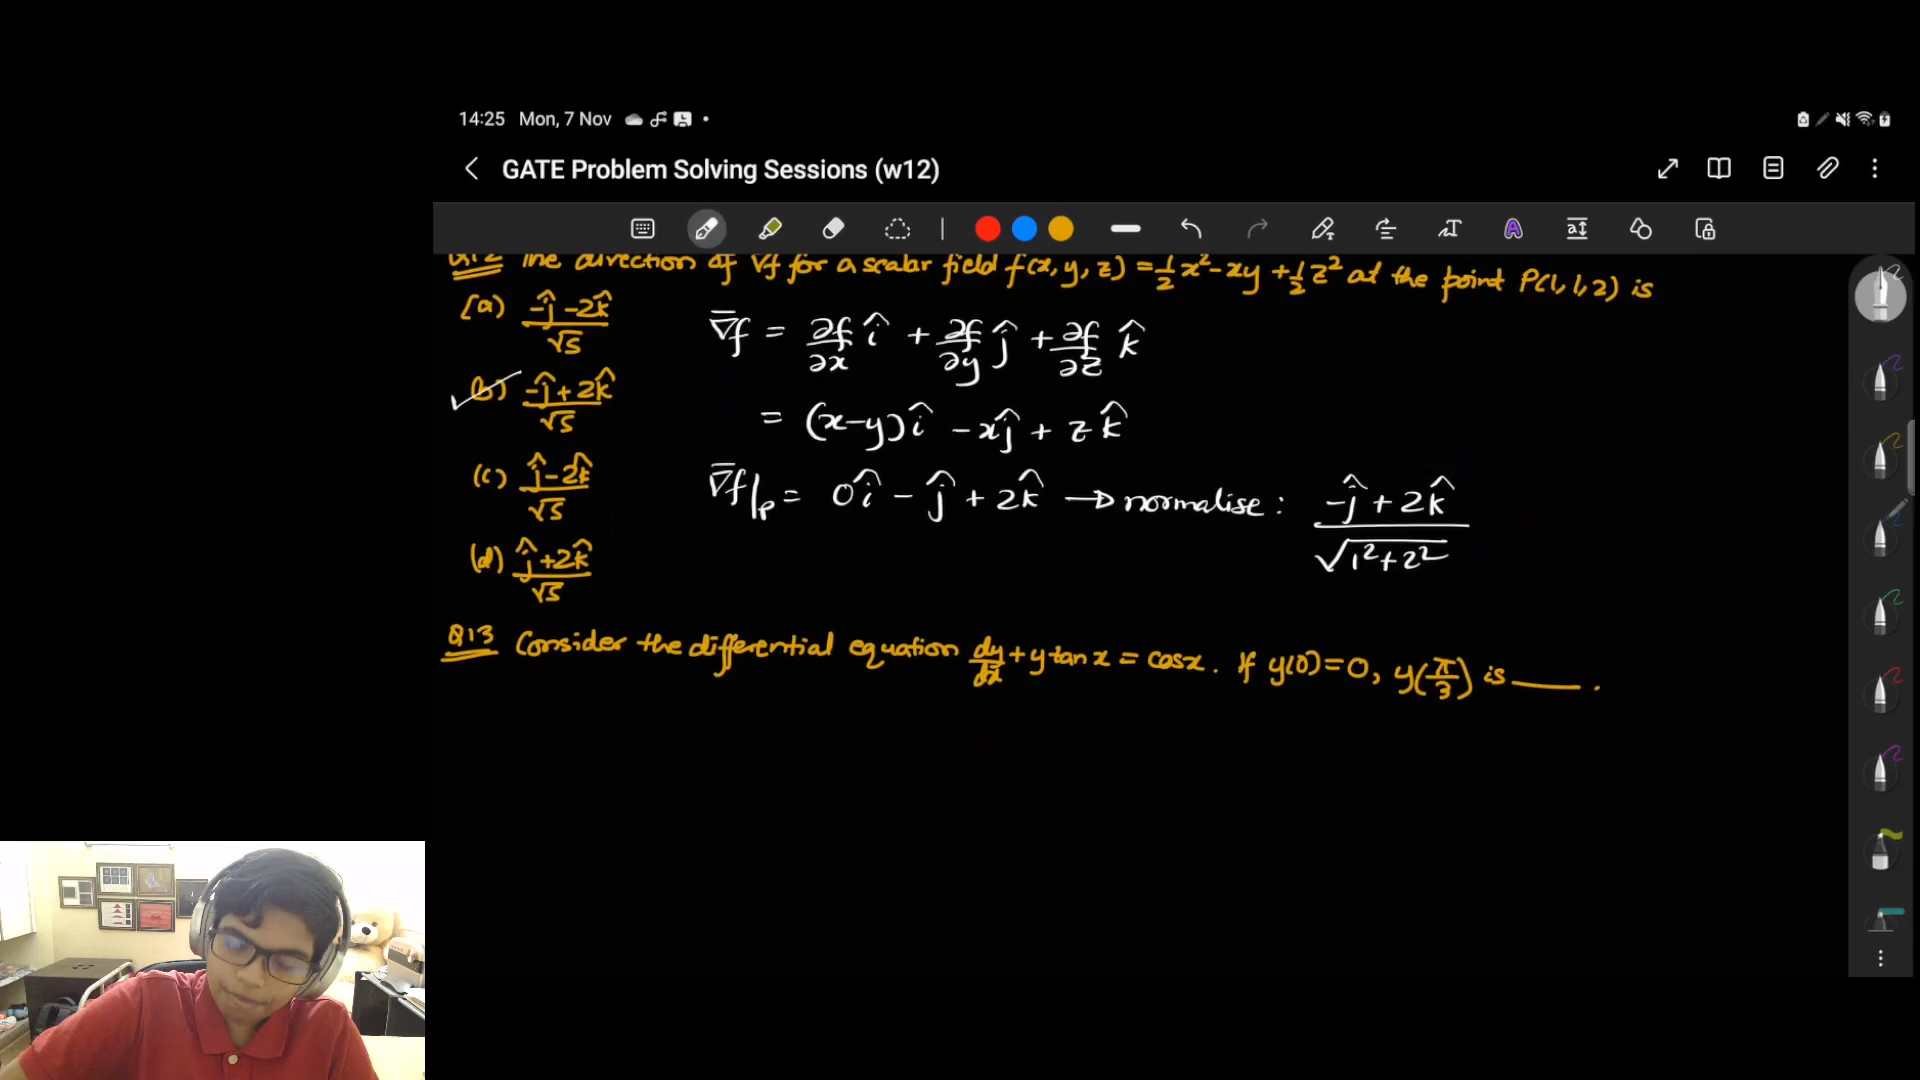 14:25 Mon, 7 Nov
GATE Problem Solving Sessions (w12)
Q12 The direction of ∇f for a scalar field f(x, y, z) = ½x² - xy + ½z² at the point P(1, 1, 2) is
(a) (-ĵ - 2k̂)/√5
(b) (-ĵ + 2k̂)/√5
(c) (ĵ - 2k̂)/√5
(d) (ĵ + 2k̂)/√5
∇̄f = ∂f/∂x î + ∂f/∂y ĵ + ∂f/∂z k̂
= (x-y)î - xĵ + zk̂
∇̄f|p = 0î - ĵ + 2k̂ → normalise: (-ĵ + 2k̂)/√(1²+2²)
Q13 Consider the differential equation dy/dx + y tan x = cos x. If y(0) = 0, y(π/3) is ____.